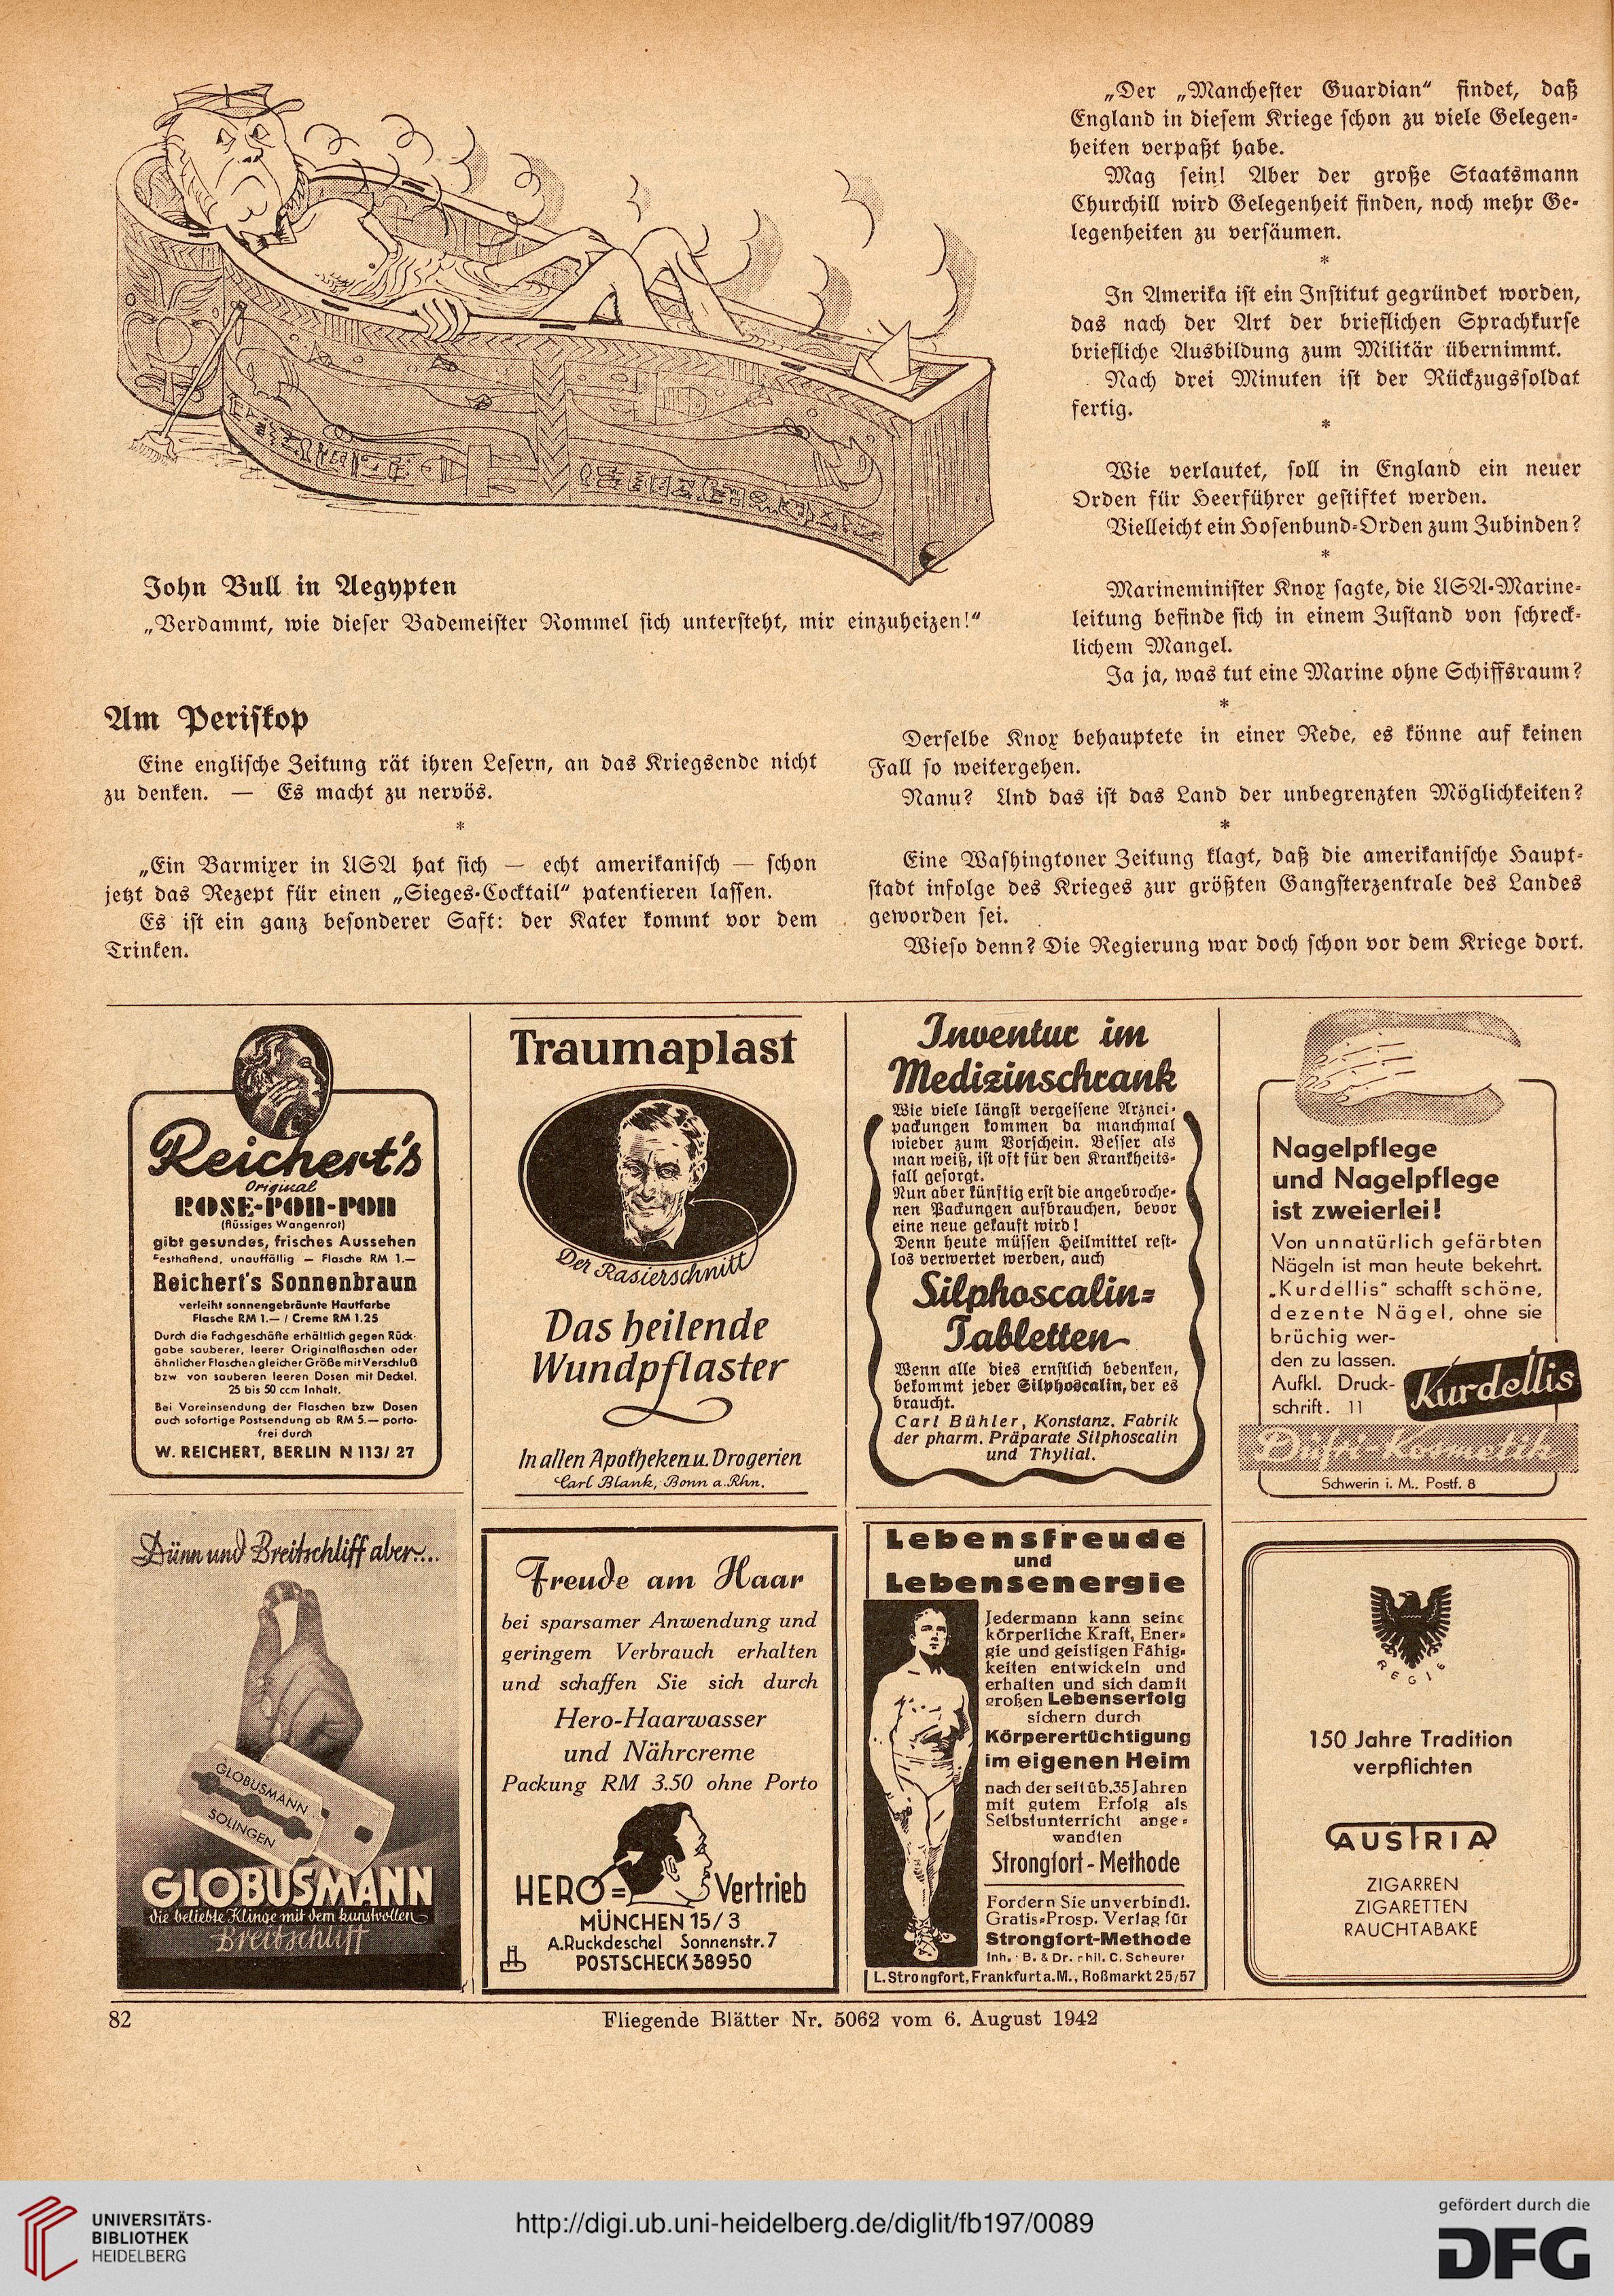 John Bull in Aegypten
„Verdammt, wie dieser Bademeister Rommel sich untersteht, mir einzuheizen!“
Am Periskop
Eine englische Zeitung rät ihren Lesern, an das Kriegsende nicht
zu denken. — Es macht zu nervös.
*
„Ein Barmixer in USA hat sich — echt amerikanisch — schon
jetzt das Rezept für einen „Sieges-Cocktail“ patentieren lassen.
Es ist ein ganz besonderer Saft: der Kater kommt vor dem
Trinken.
„Der „Manchester Guardian“ findet, daß
England in diesem Kriege schon zu viele Gelegen-
heiten verpaßt habe.
Mag sein! Aber der große Staatsmann
Churchill wird Gelegenheit finden, noch mehr Ge-
legenheiten zu versäumen.
*
In Amerika ist ein Institut gegründet worden,
das nach der Art der brieflichen Sprachkurse
briefliche Ausbildung zum Militär übernimmt.
Nach drei Minuten ist der Rückzugssoldat
fertig.
*
Wie verlautet, soll in England ein neuer
Orden für Heerführer gestiftet werden.
Vielleicht ein Hosenbund-Orden zum Zubinden?
*
Marineminister Knox sagte, die USA-Marine-
leitung befinde sich in einem Zustand von schreck-
lichem Mangel.
Ja ja, was tut eine Marine ohne Schiffsraum?
*
Derselbe Knox behauptete in einer Rede, es könne auf keinen
Fall so weitergehen.
Nanu? Und das ist das Land der unbegrenzten Möglichkeiten?
*
Eine Washingtoner Zeitung klagt, daß die amerikanische Haupt-
stadt infolge des Krieges zur größten Gangsterzentrale des Landes
geworden sei.
Wieso denn? Die Regierung war doch schon vor dem Kriege dort.
Reichert's
Original
ROSE-PON-PON
(flüssiges Wangenrot)
gibt gesundes, frisches Aussehen
Festhaftend, unauffällig — Flasche RM 1.—
Reichert's Sonnenbraun
verleiht sonnengebräunte Hautfarbe
Flasche RM 1.— / Creme RM 1.25
Durch die Fachgeschäfte erhältlich gegen Rück-
gabe sauberer, leerer Originalflaschen oder
ähnlicher Flaschen gleicher Größe mit Verschluß
bzw von sauberen leeren Dosen mit Deckel.
25 bis 50 ccm Inhalt.
Bei Voreinsendung der Flaschen bzw Dosen
auch sofortige Postsendung ab RM 5.— porto-
frei durch
W. REICHERT, BERLIN N 113/ 27
Traumaplast
Der Rasierschnitt
Das heilende
Wundpflaster
In allen Apotheken u. Drogerien
Carl Blank, Bonn a. Rhn.
Inventur im
Medizinschrank
Wie viele längst vergessene Arznei-
packungen kommen da manchmal
wieder zum Vorschein. Besser als
man weiß, ist oft für den Krankheits-
fall gesorgt.
Nun aber künftig erst die angebroche-
nen Packungen aufbrauchen, bevor
eine neue gekauft wird!
Denn heute müssen Heilmittel rest-
los verwertet werden, auch
Silphoscalin-
Tabletten
Wenn alle dies ernstlich bedenken,
bekommt jeder Silphoscalin, der es
braucht.
Carl Bühler, Konstanz, Fabrik
der pharm. Präparate Silphoscalin
und Thylial.
Nagelpflege
und Nagelpflege
ist zweierlei!
Von unnatürlich gefärbten
Nägeln ist man heute bekehrt.
„Kurdellis“ schafft schöne,
dezente Nägel, ohne sie
brüchig wer-
den zu lassen.
Aufkl. Druck-
schrift. 11
Kurdellis
Düfri-Kosmetik
Schwerin i. M., Postf. 8
Dünn und Breitschliff aber...
GLOBUSMANN
SOLINGEN
GLOBUSMANN
die beliebte Klinge mit dem kunstvollen
Breitschliff
Freude am Haar
bei sparsamer Anwendung und
geringem Verbrauch erhalten
und schaffen Sie sich durch
Hero-Haarwasser
und Nährcreme
Packung RM 3.50 ohne Porto
HERO=Vertrieb
MÜNCHEN 15/3
A.Ruckdeschel Sonnenstr.7
POSTSCHECK 38950
Lebensfreude
und
Lebensenergie
Jedermann kann seine
körperliche Kraft, Ener-
gie und geistigen Fähig-
keiten entwickeln und
erhalten und sich damit
großen Lebenserfolg
sichern durch
Körperertüchtigung
im eigenen Heim
nach der seit üb. 35 Jahren
mit gutem Erfolg als
Selbstunterricht ange-
wandten
Strongfort-Methode
Fordern Sie unverbindl.
Gratis-Prosp. Verlag für
Strongfort-Methode
Inh.: B. & Dr. phil. C. Scheurer
L. Strongfort, Frankfurt a.M., Roßmarkt 25/57
REGIE
150 Jahre Tradition
verpflichten
AUSTRIA
ZIGARREN
ZIGARETTEN
RAUCHTABAKE
82
Fliegende Blätter Nr. 5062 vom 6. August 1942
UNIVERSITÄTS-
BIBLIOTHEK
HEIDELBERG
http://digi.ub.uni-heidelberg.de/diglit/fb197/0089
gefördert durch die
DFG